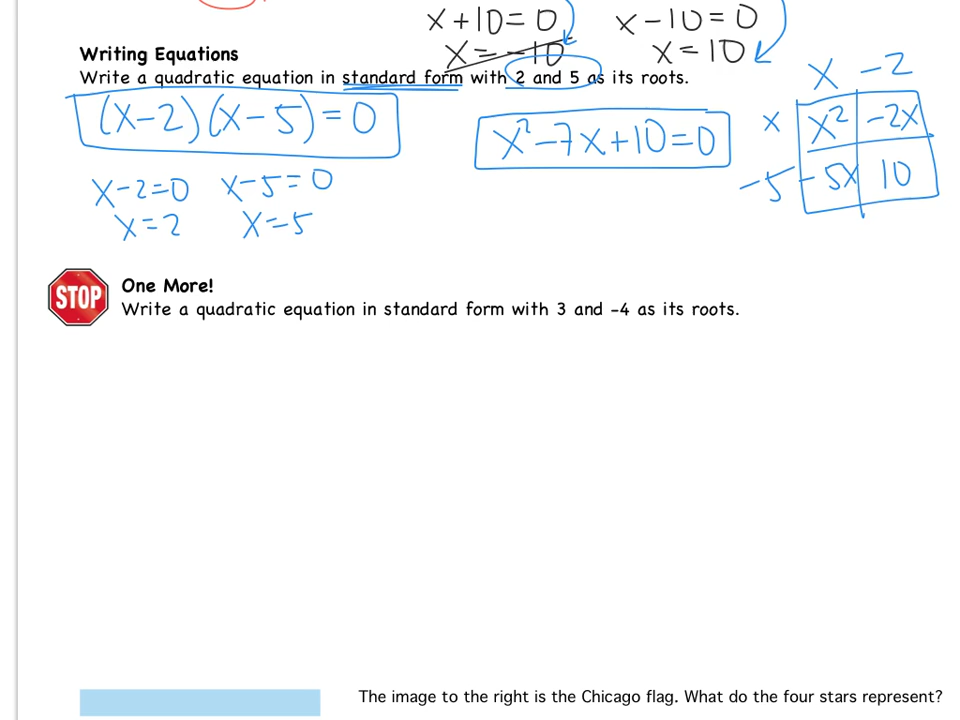 x+10=0 x-10=0
Writing Equations x=-10 x=10
Write a quadratic equation in standard form with 2 and 5 as its roots.
x -2
(x-2)(x-5)=0 x²-7x+10=0 x x² -2x
-5 -5x 10
x-2=0 x-5=0
x=2 x=5
STOP One More!
Write a quadratic equation in standard form with 3 and -4 as its roots.
The image to the right is the Chicago flag. What do the four stars represent?